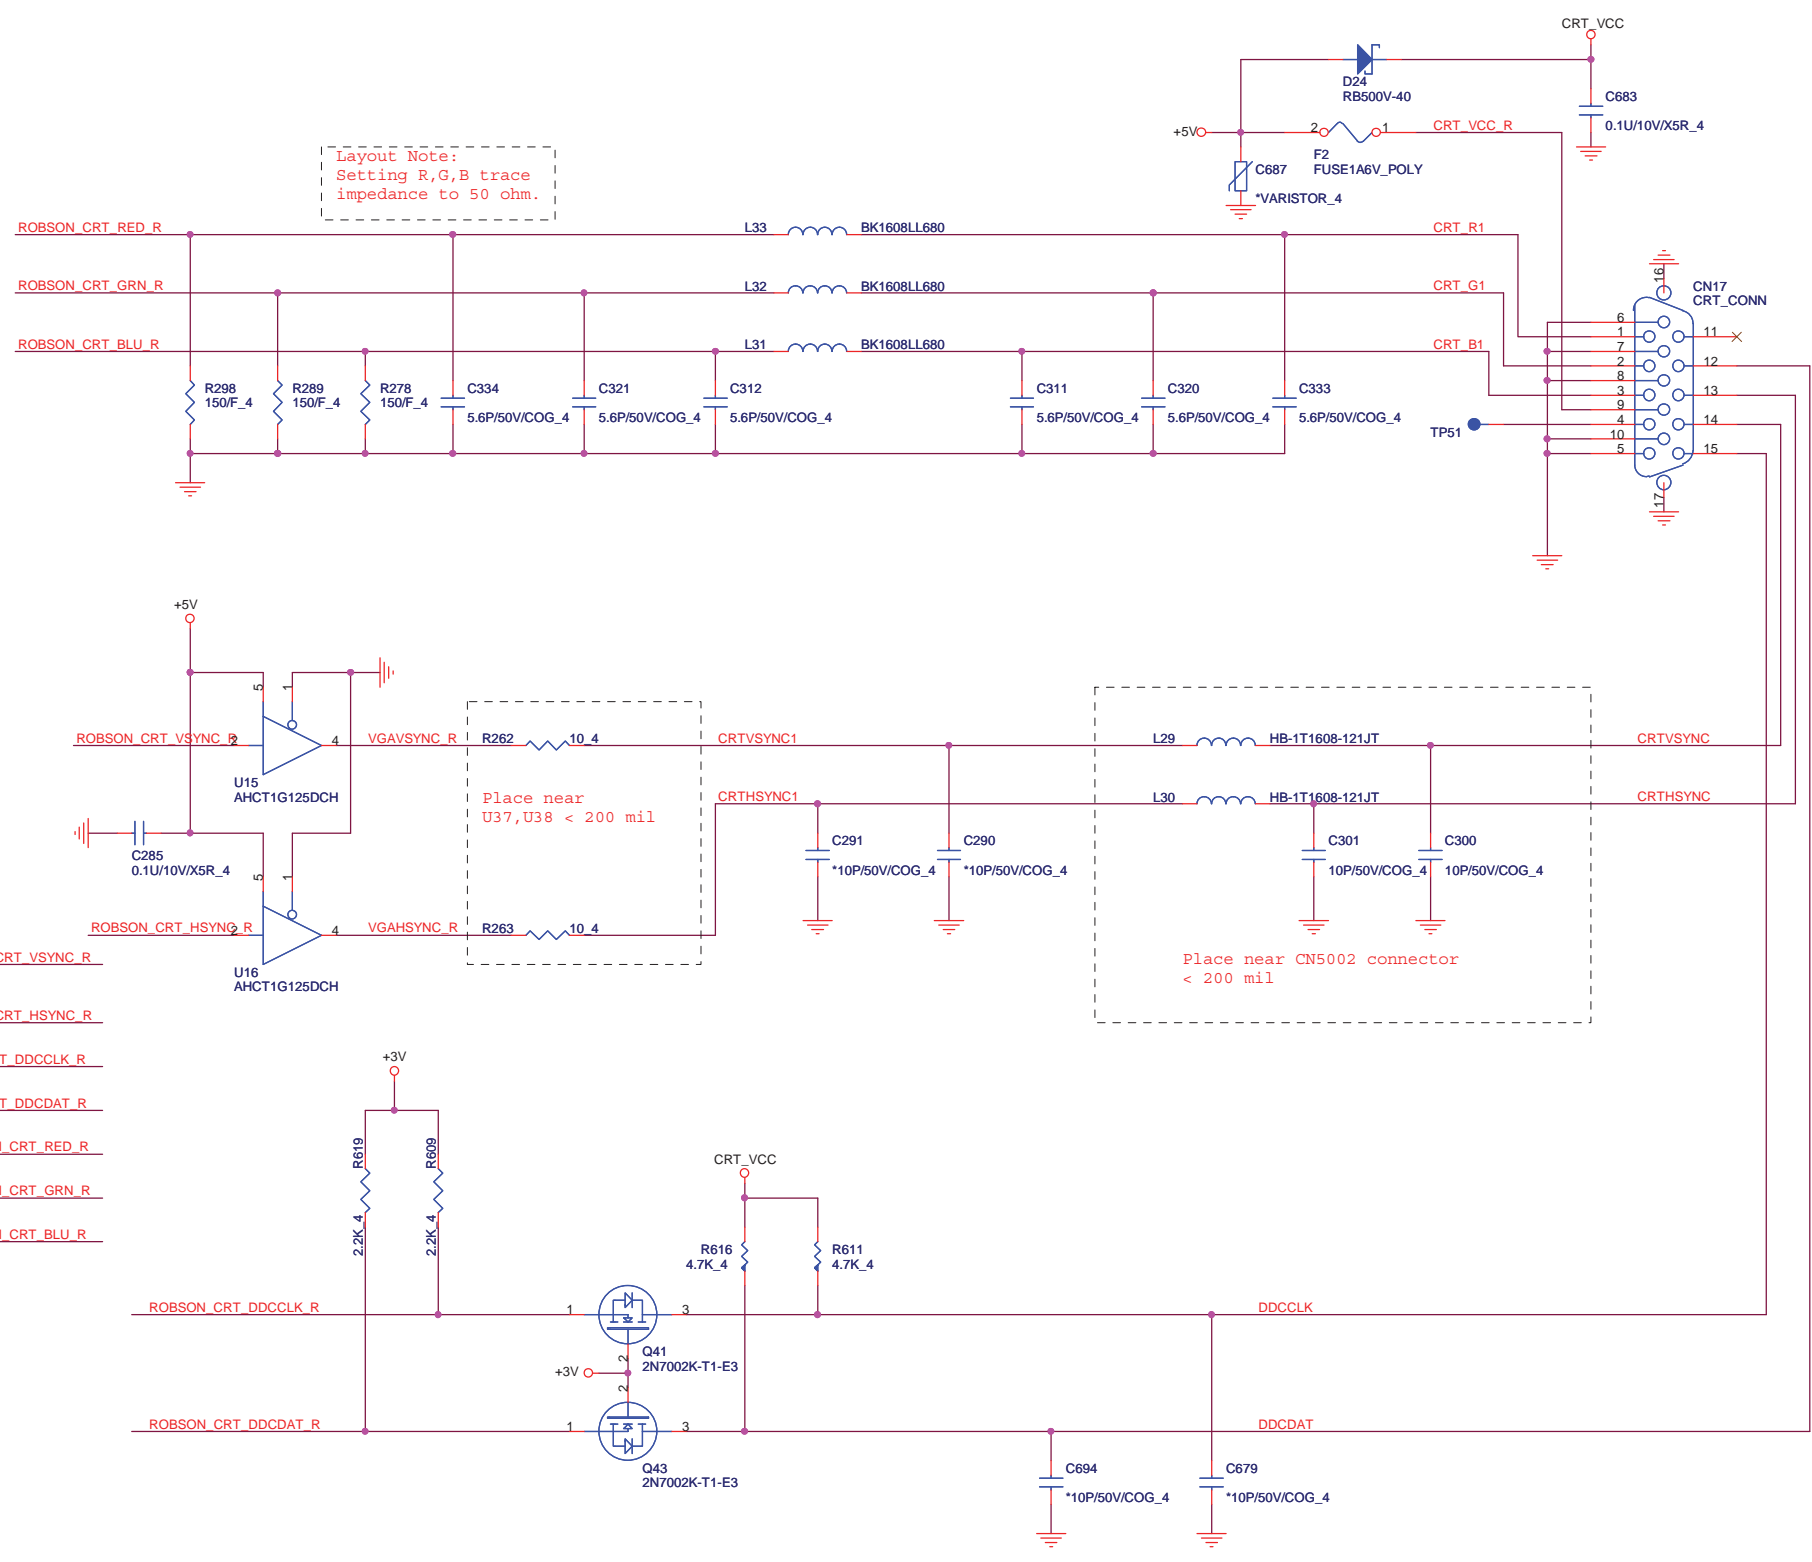 CRT_VCC
D24
RB500V-40
C683
0.1U/10V/X5R_4
+5V
2
1
CRT_VCC_R
F2
FUSE1A6V_POLY
C687
*VARISTOR_4
Layout Note:
Setting R,G,B trace
impedance to 50 ohm.
ROBSON_CRT_RED_R
L33
BK1608LL680
CRT_R1
ROBSON_CRT_GRN_R
L32
BK1608LL680
CRT_G1
ROBSON_CRT_BLU_R
L31
BK1608LL680
CRT_B1
R298
150/F_4
R289
150/F_4
R278
150/F_4
C334
5.6P/50V/COG_4
C321
5.6P/50V/COG_4
C312
5.6P/50V/COG_4
C311
5.6P/50V/COG_4
C320
5.6P/50V/COG_4
C333
5.6P/50V/COG_4
TP51
16
CN17
CRT_CONN
6
1
7
2
8
3
9
4
10
5
11
12
13
14
15
17
+5V
5
1
ROBSON_CRT_VSYNC_R
2
4
VGAVSYNC_R
R262
10_4
CRTVSYNC1
L29
HB-1T1608-121JT
CRTVSYNC
U15
AHCT1G125DCH
Place near
U37,U38 < 200 mil
CRTHSYNC1
L30
HB-1T1608-121JT
CRTHSYNC
C285
0.1U/10V/X5R_4
C291
*10P/50V/COG_4
C290
*10P/50V/COG_4
C301
10P/50V/COG_4
C300
10P/50V/COG_4
5
1
ROBSON_CRT_HSYNC_R
2
4
VGAHSYNC_R
R263
10_4
U16
AHCT1G125DCH
Place near CN5002 connector
< 200 mil
CRT_VSYNC_R
CRT_HSYNC_R
T_DDCCLK_R
T_DDCDAT_R
_CRT_RED_R
_CRT_GRN_R
_CRT_BLU_R
+3V
R619
2.2K_4
R609
2.2K_4
CRT_VCC
R616
4.7K_4
R611
4.7K_4
ROBSON_CRT_DDCCLK_R
1
3
DDCCLK
Q41
2N7002K-T1-E3
2
+3V
2
ROBSON_CRT_DDCDAT_R
1
3
DDCDAT
Q43
2N7002K-T1-E3
C694
*10P/50V/COG_4
C679
*10P/50V/COG_4